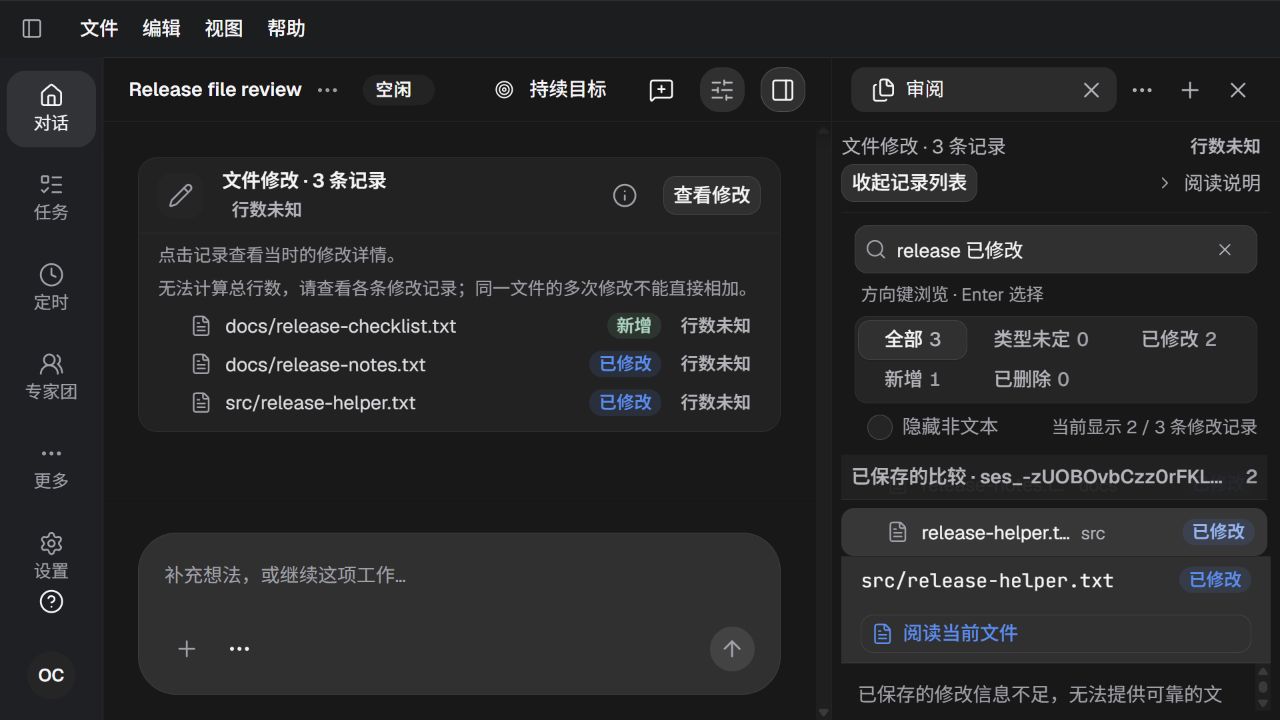 文件 编辑 视图 帮助
对话
任务
定时
专家团
更多
设置
OC
Release file review ··· 空闲 持续目标
文件修改 · 3 条记录
行数未知
查看修改
点击记录查看当时的修改详情。
无法计算总行数，请查看各条修改记录；同一文件的多次修改不能直接相加。
docs/release-checklist.txt 新增 行数未知
docs/release-notes.txt 已修改 行数未知
src/release-helper.txt 已修改 行数未知
补充想法，或继续这项工作…
审阅
文件修改 · 3 条记录 行数未知
收起记录列表 阅读说明
release 已修改
方向键浏览 · Enter 选择
全部 3 类型未定 0 已修改 2
新增 1 已删除 0
隐藏非文本 当前显示 2 / 3 条修改记录
已保存的比较 · ses_-zUOBOvbCzz0rFKL... 2
release-helper.t... src 已修改
src/release-helper.txt 已修改
阅读当前文件
已保存的修改信息不足，无法提供可靠的文